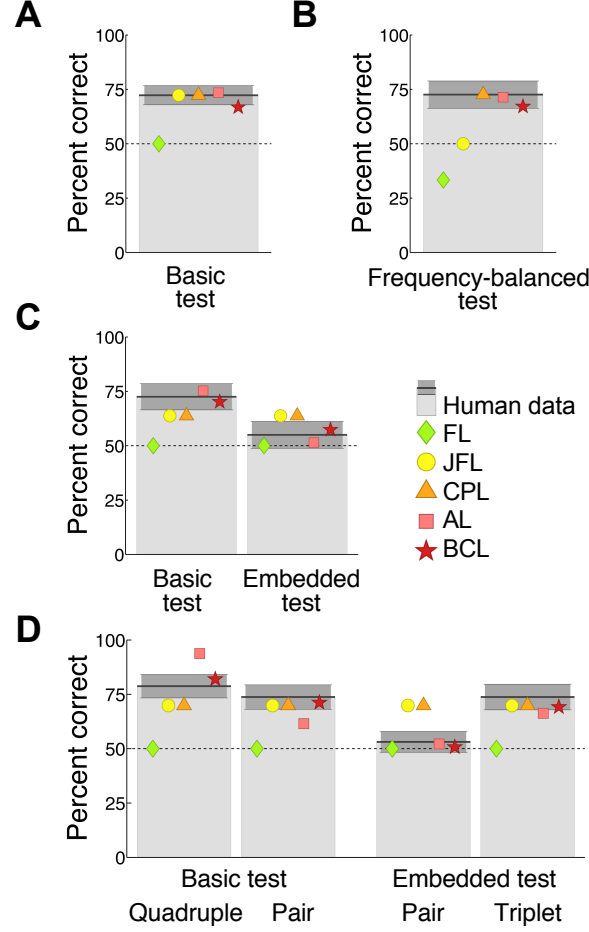 A
Percent correct
100
75
50
25
0
Basic
test
B
Percent correct
100
75
50
25
0
Frequency-balanced
test
C
Percent correct
100
75
50
25
0
Basic
test
Embedded
test
Human data
FL
JFL
CPL
AL
BCL
D
Percent correct
100
75
50
25
0
Basic test
Embedded test
Quadruple
Pair
Pair
Triplet